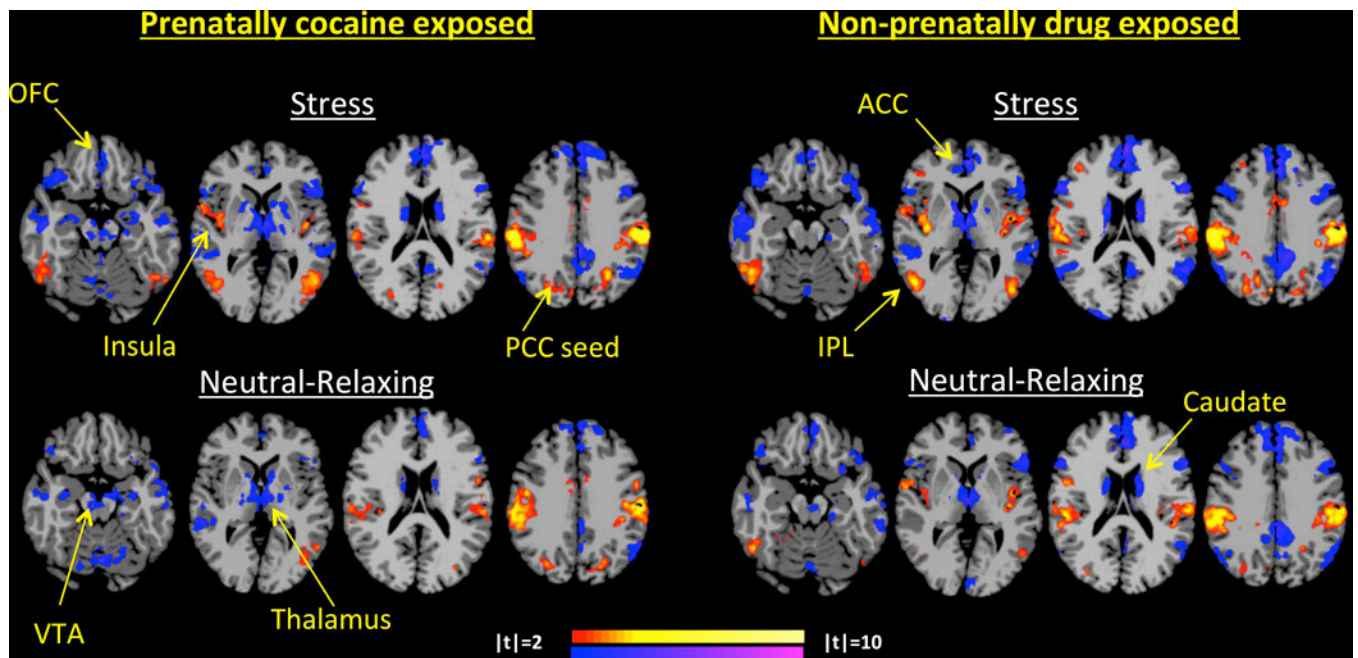 Prenatally cocaine exposed
Non-prenatally drug exposed
OFC
Stress
ACC
Stress
Insula
PCC seed
IPL
Neutral-Relaxing
Neutral-Relaxing
Caudate
VTA
Thalamus
|t|=2
|t|=10